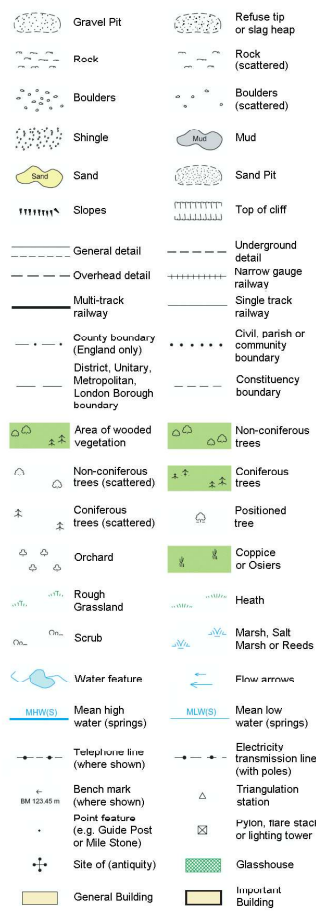 Gravel Pit
Refuse tip
or slag heap
Rock
Rock
(scattered)
Boulders
Boulders
(scattered)
Shingle
Mud
Mud
Sand
Sand
Sand Pit
Slopes
Top of cliff
General detail
Underground
detail
Overhead detail
Narrow gauge
railway
Multi-track
railway
Single track
railway
County boundary
(England only)
Civil, parish or
community
boundary
District, Unitary,
Metropolitan,
London Borough
boundary
Constituency
boundary
Area of wooded
vegetation
Non-coniferous
trees
Non-coniferous
trees (scattered)
Coniferous
trees
Coniferous
trees (scattered)
Positioned
tree
Orchard
Coppice
or Osiers
Rough
Grassland
Heath
Scrub
Marsh, Salt
Marsh or Reeds
Water feature
Flow arrows
MHW(S)
Mean high
water (springs)
MLW(S)
Mean low
water (springs)
Telephone line
(where shown)
Electricity
transmission line
(with poles)
BM 123.45 m
Bench mark
(where shown)
Triangulation
station
Point feature
(e.g. Guide Post
or Mile Stone)
Pylon, flare stack
or lighting tower
Site of (antiquity)
Glasshouse
General Building
Important
Building